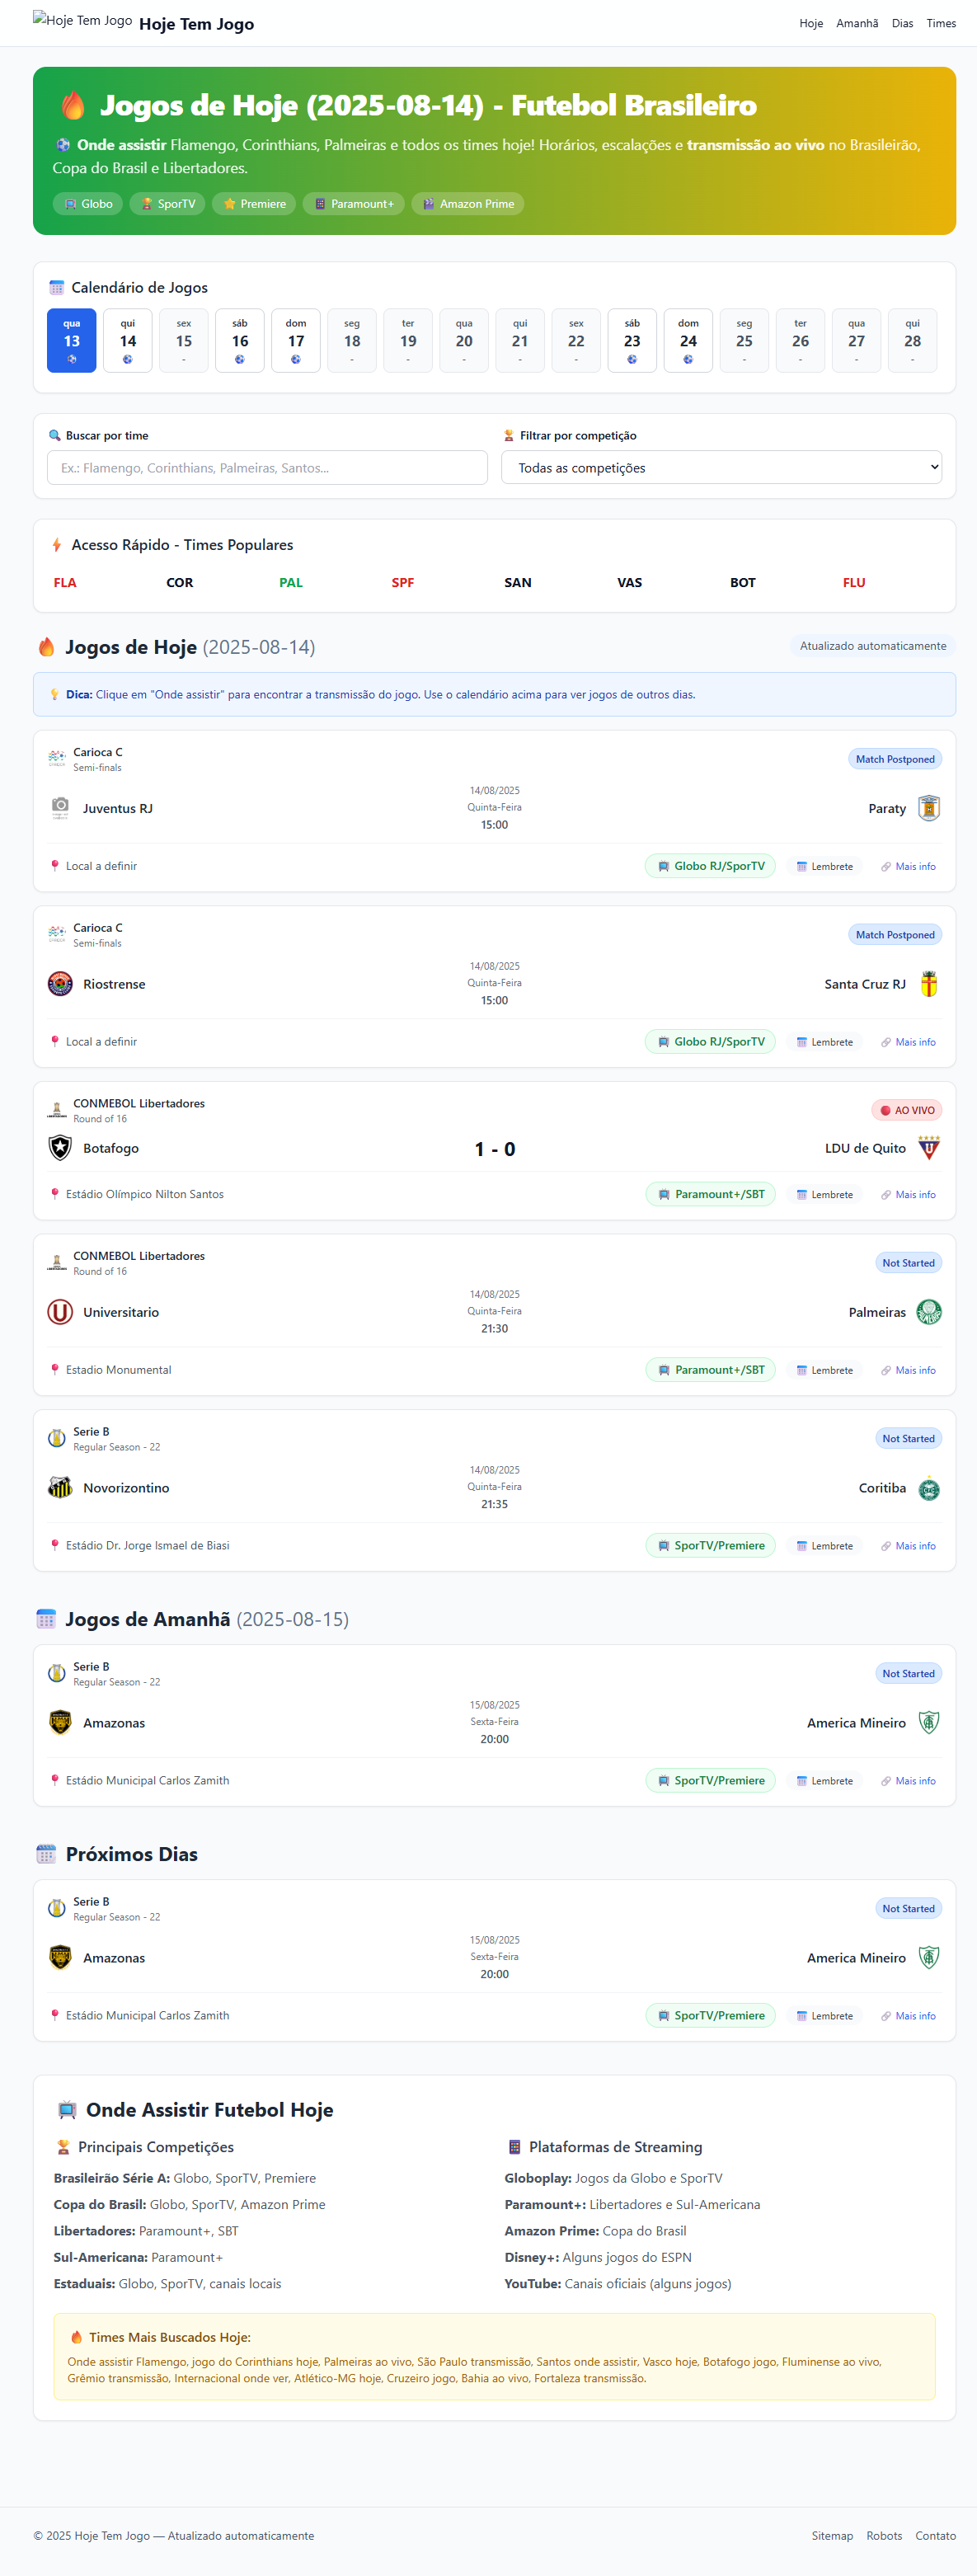 Hoje Tem Jogo Hoje Tem Jogo Hoje Amanhã Dias Times
Jogos de Hoje (2025-08-14) - Futebol Brasileiro
Onde assistir Flamengo, Corinthians, Palmeiras e todos os times hoje! Horários, escalações e transmissão ao vivo no Brasileirão,
Copa do Brasil e Libertadores.
Globo SporTV Premiere Paramount+ Amazon Prime
Calendário de Jogos
qua qui sex sáb dom seg ter qua qui sex sáb dom seg ter qua qui
13 14 15 16 17 18 19 20 21 22 23 24 25 26 27 28
- - - - - - - - - -
Buscar por time Filtrar por competição
Ex.: Flamengo, Corinthians, Palmeiras, Santos... Todas as competições
Acesso Rápido - Times Populares
FLA COR PAL SPF SAN VAS BOT FLU
Jogos de Hoje (2025-08-14) Atualizado automaticamente
Dica: Clique em "Onde assistir" para encontrar a transmissão do jogo. Use o calendário acima para ver jogos de outros dias.
Carioca C
Semi-finals
Match Postponed
14/08/2025
Quinta-Feira
15:00
Juventus RJ Paraty
Local a definir Globo RJ/SporTV Lembrete Mais info
Carioca C
Semi-finals
Match Postponed
14/08/2025
Quinta-Feira
15:00
Riostrense Santa Cruz RJ
Local a definir Globo RJ/SporTV Lembrete Mais info
CONMEBOL Libertadores
Round of 16
AO VIVO
Botafogo 1 - 0 LDU de Quito
Estádio Olímpico Nilton Santos Paramount+/SBT Lembrete Mais info
CONMEBOL Libertadores
Round of 16
Not Started
14/08/2025
Quinta-Feira
21:30
Universitario Palmeiras
Estadio Monumental Paramount+/SBT Lembrete Mais info
Serie B
Regular Season - 22
Not Started
14/08/2025
Quinta-Feira
21:35
Novorizontino Coritiba
Estádio Dr. Jorge Ismael de Biasi SporTV/Premiere Lembrete Mais info
Jogos de Amanhã (2025-08-15)
Serie B
Regular Season - 22
Not Started
15/08/2025
Sexta-Feira
20:00
Amazonas America Mineiro
Estádio Municipal Carlos Zamith SporTV/Premiere Lembrete Mais info
Próximos Dias
Serie B
Regular Season - 22
Not Started
15/08/2025
Sexta-Feira
20:00
Amazonas America Mineiro
Estádio Municipal Carlos Zamith SporTV/Premiere Lembrete Mais info
Onde Assistir Futebol Hoje
Principais Competições
Brasileirão Série A: Globo, SporTV, Premiere
Copa do Brasil: Globo, SporTV, Amazon Prime
Libertadores: Paramount+, SBT
Sul-Americana: Paramount+
Estaduais: Globo, SporTV, canais locais
Plataformas de Streaming
Globoplay: Jogos da Globo e SporTV
Paramount+: Libertadores e Sul-Americana
Amazon Prime: Copa do Brasil
Disney+: Alguns jogos do ESPN
YouTube: Canais oficiais (alguns jogos)
Times Mais Buscados Hoje:
Onde assistir Flamengo, jogo do Corinthians hoje, Palmeiras ao vivo, São Paulo transmissão, Santos onde assistir, Vasco hoje, Botafogo jogo, Fluminense ao vivo,
Grêmio transmissão, Internacional onde ver, Atlético-MG hoje, Cruzeiro jogo, Bahia ao vivo, Fortaleza transmissão.
© 2025 Hoje Tem Jogo — Atualizado automaticamente Sitemap Robots Contato